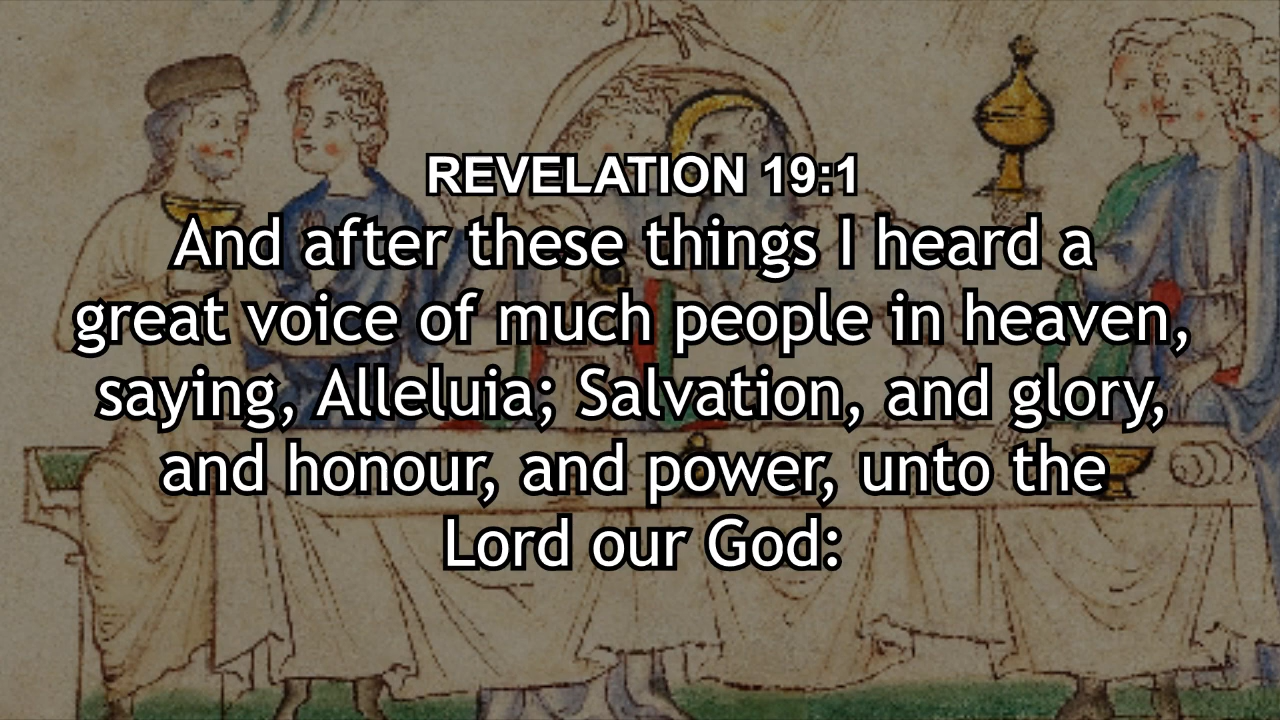 REVELATION 19:1
And after these things I heard a
great voice of much people in heaven,
saying, Alleluia; Salvation, and glory,
and honour, and power, unto the
Lord our God: